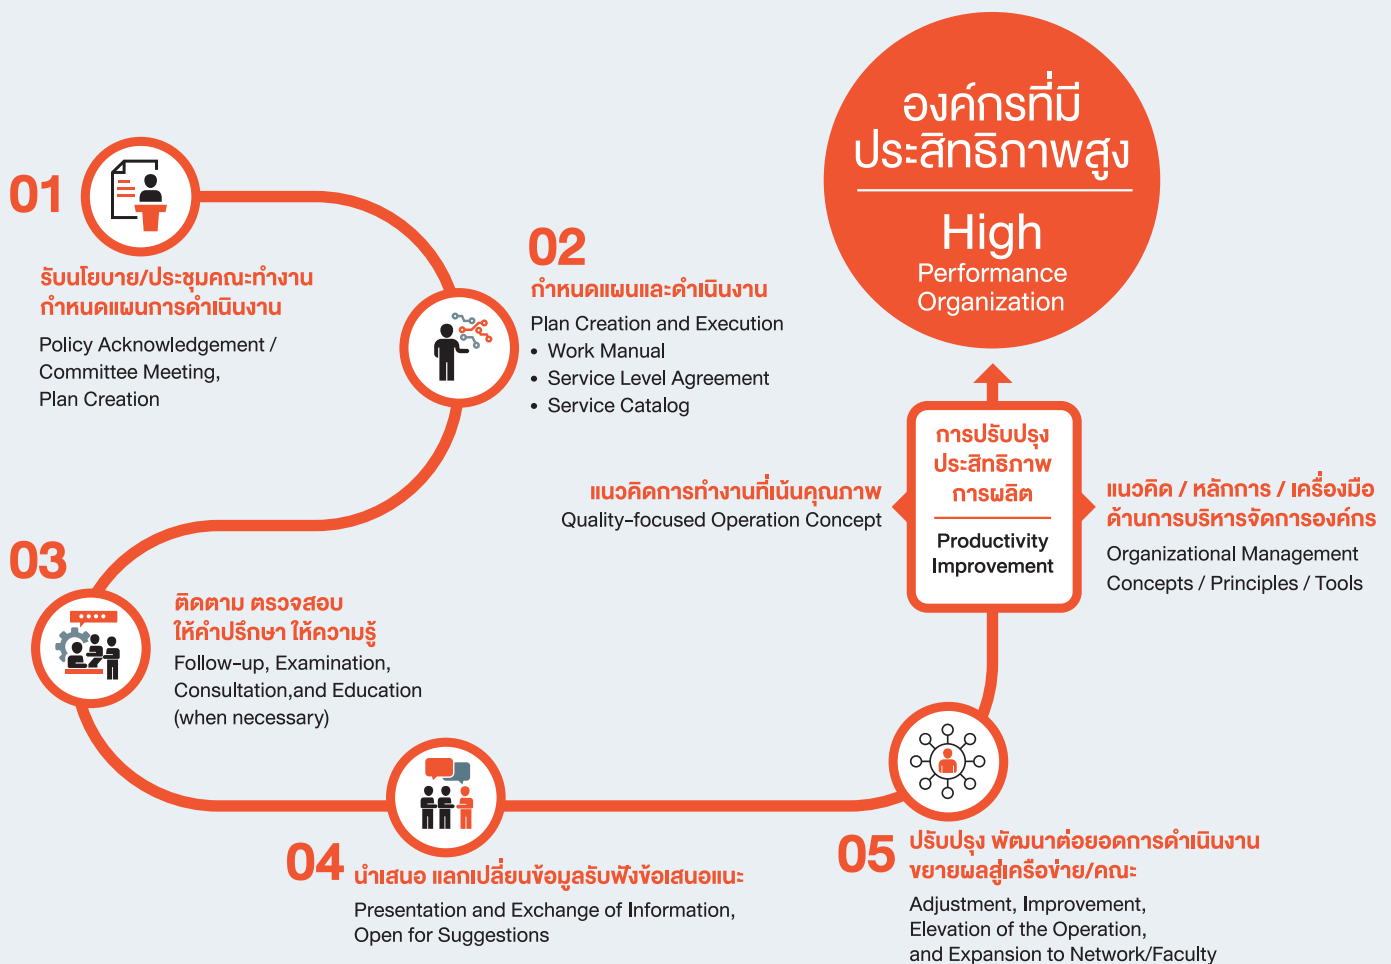 01
รับนโยบาย/ประชุมคณะทำงาน
กำหนดแผนการดำเนินงาน
Policy Acknowledgement /
Committee Meeting,
Plan Creation
02
กำหนดแผนและดำเนินงาน
Plan Creation and Execution
• Work Manual
• Service Level Agreement
• Service Catalog
03
ติดตาม ตรวจสอบ
ให้คำปรึกษา ให้ความรู้
Follow-up, Examination,
Consultation,and Education
(when necessary)
04
นำเสนอ แลกเปลี่ยนข้อมูลรับฟังข้อเสนอแนะ
Presentation and Exchange of Information,
Open for Suggestions
05
ปรับปรุง พัฒนาต่อยอดการดำเนินงาน
ขยายผลสู่เครือข่าย/คณะ
Adjustment, Improvement,
Elevation of the Operation,
and Expansion to Network/Faculty
แนวคิดการทำงานที่เน้นคุณภาพ
Quality-focused Operation Concept
การปรับปรุง
ประสิทธิภาพ
การผลิต
Productivity
Improvement
แนวคิด / หลักการ / เครื่องมือ
ด้านการบริหารจัดการองค์กร
Organizational Management
Concepts / Principles / Tools
องค์กรที่มี
ประสิทธิภาพสูง
High
Performance
Organization